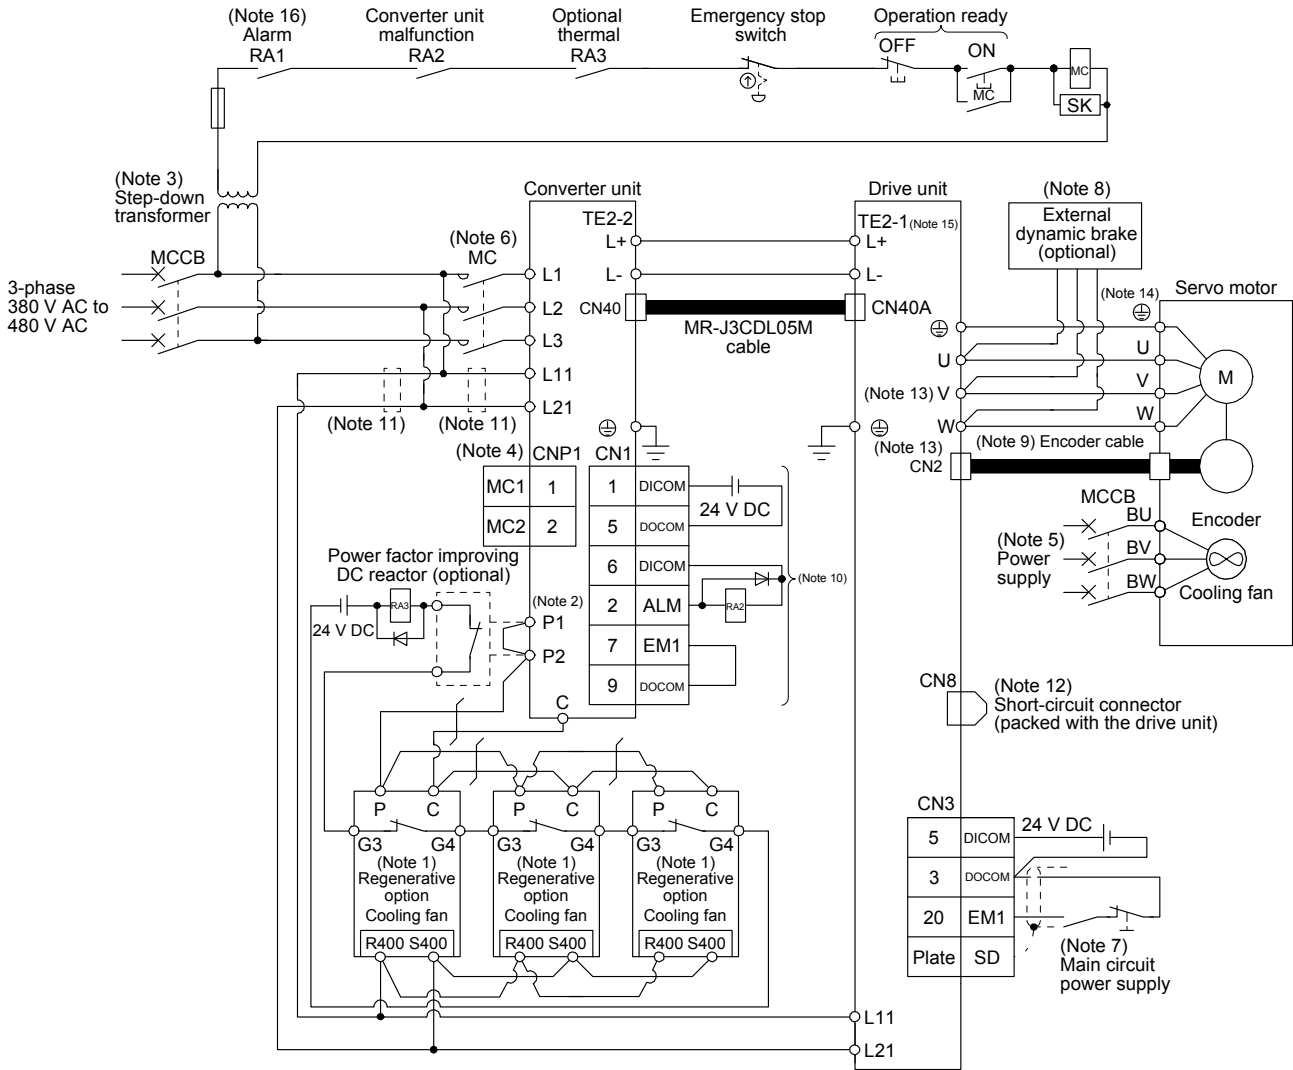 (Note 16)
Alarm
RA1
Converter unit
malfunction
RA2
Optional
thermal
RA3
Emergency stop
switch
Operation ready
OFF
ON
MC
MC
SK
(Note 3)
Step-down
transformer
MCCB
3-phase
380 V AC to
480 V AC
(Note 6)
MC
Converter unit
TE2-2
L+
L-
CN40
L1
L2
L3
L11
L21
(Note 11)
(Note 11)
MR-J3CDL05M
cable
Drive unit
TE2-1 (Note 15)
L+
L-
CN40A
U
(Note 13) V
W
(Note 13)
CN2
(Note 8)
External
dynamic brake
(optional)
(Note 14)
Servo motor
U
V
W
M
(Note 9) Encoder cable
Encoder
MCCB
BU
BV
BW
(Note 5)
Power
supply
Cooling fan
(Note 4) CNP1
MC1 1
MC2 2
CN1
1 DICOM
5 DOCOM
6 DICOM
2 ALM
7 EM1
9 DOCOM
24 V DC
RA2
(Note 10)
Power factor improving
DC reactor (optional)
RA3
24 V DC
(Note 2)
P1
P2
C
P C
G3 G4
(Note 1)
Regenerative
option
Cooling fan
R400 S400
P C
G3 G4
(Note 1)
Regenerative
option
Cooling fan
R400 S400
P C
G3 G4
(Note 1)
Regenerative
option
Cooling fan
R400 S400
CN8
(Note 12)
Short-circuit connector
(packed with the drive unit)
CN3
5 DICOM
3 DOCOM
20 EM1
Plate SD
24 V DC
(Note 7)
Main circuit
power supply
L11
L21